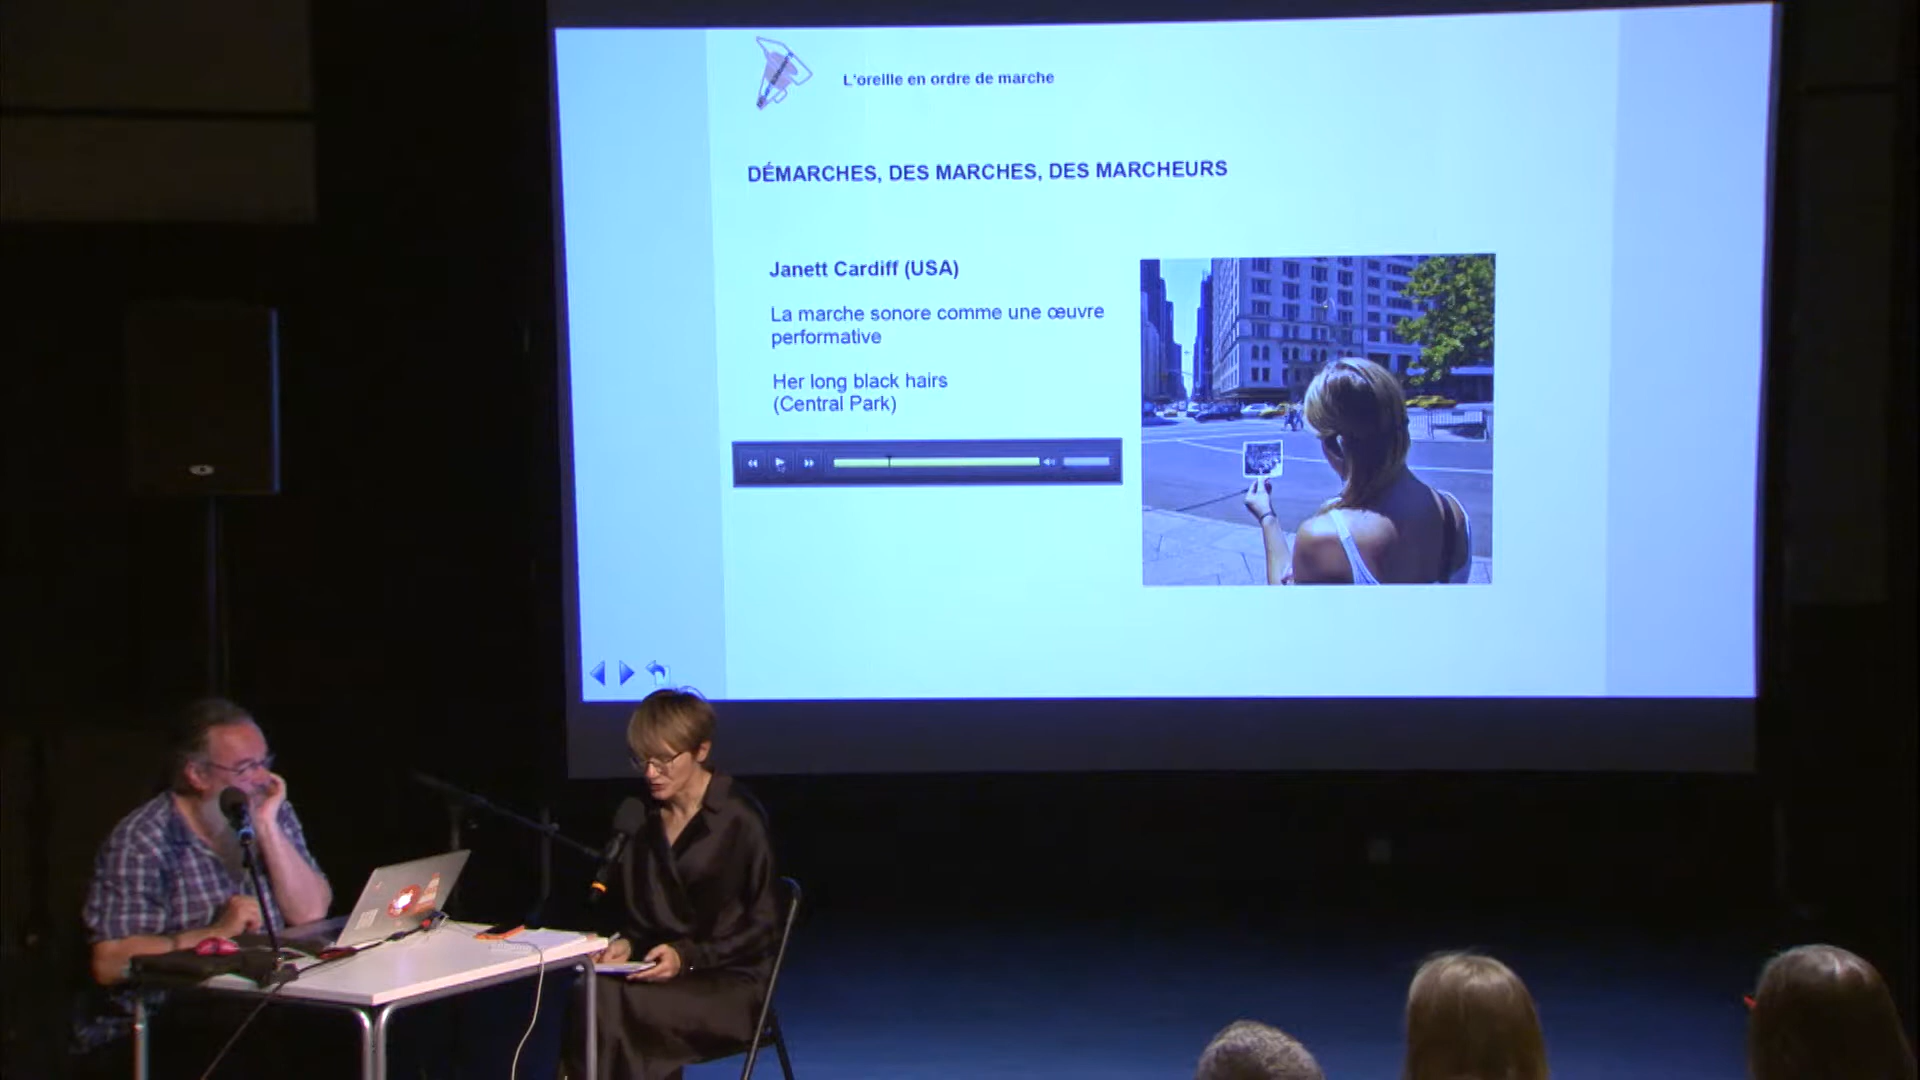 L'oreille en ordre de marche
DÉMARCHES, DES MARCHES, DES MARCHEURS
Janett Cardiff (USA)
La marche sonore comme une œuvre
performative
Her long black hairs
(Central Park)